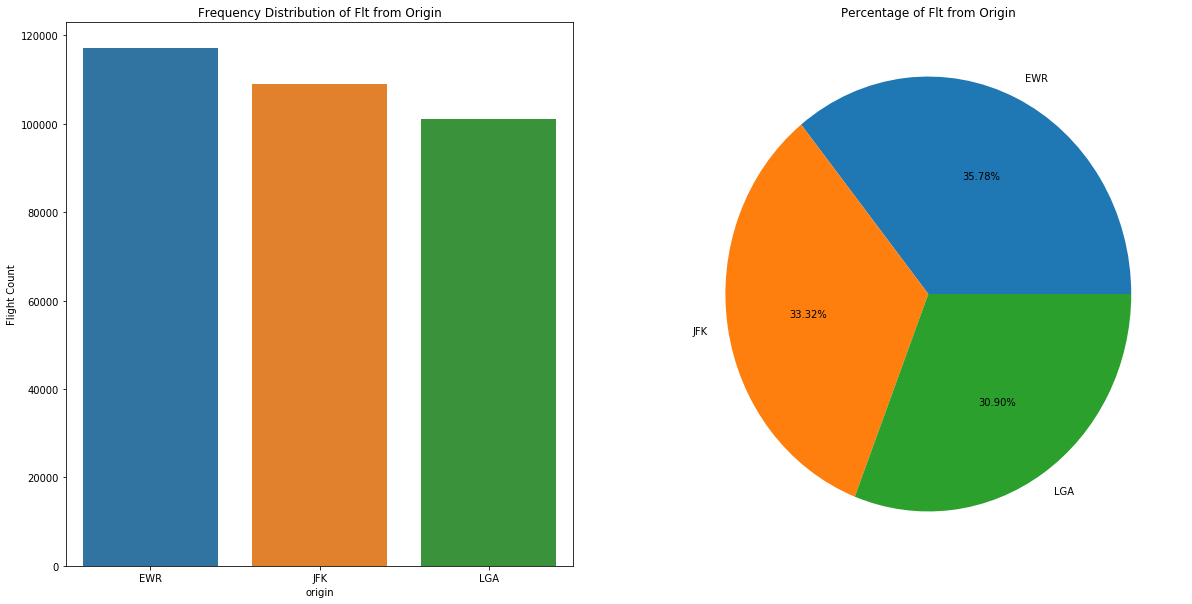 Frequency Distribution of Flt from Origin
120000
100000
80000
60000
40000
20000
0
Flight Count
EWR JFK LGA
origin
Percentage of Flt from Origin
EWR
35.78%
33.32%
JFK
30.90%
LGA